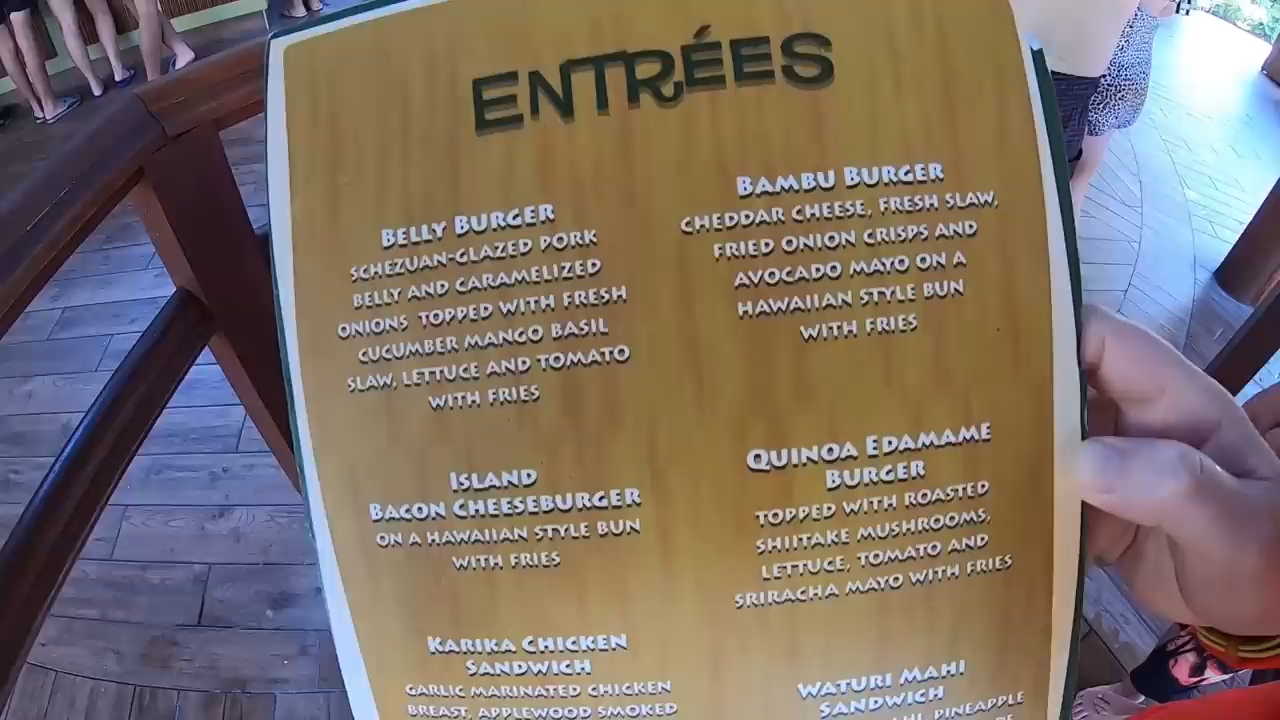 ENTRÉES
BELLY BURGER
SCHEZUAN-GLAZED PORK
BELLY AND CARAMELIZED
ONIONS TOPPED WITH FRESH
CUCUMBER MANGO BASIL
SLAW, LETTUCE AND TOMATO
WITH FRIES
ISLAND
BACON CHEESEBURGER
ON A HAWAIIAN STYLE BUN
WITH FRIES
KARIKA CHICKEN
SANDWICH
GARLIC MARINATED CHICKEN
BREAST, APPLEWOOD SMOKED
BAMBU BURGER
CHEDDAR CHEESE, FRESH SLAW,
FRIED ONION CRISPS AND
AVOCADO MAYO ON A
HAWAIIAN STYLE BUN
WITH FRIES
QUINOA EDAMAME
BURGER
TOPPED WITH ROASTED
SHIITAKE MUSHROOMS,
LETTUCE, TOMATO AND
SRIRACHA MAYO WITH FRIES
WATURI MAHI
SANDWICH
PINEAPPLE